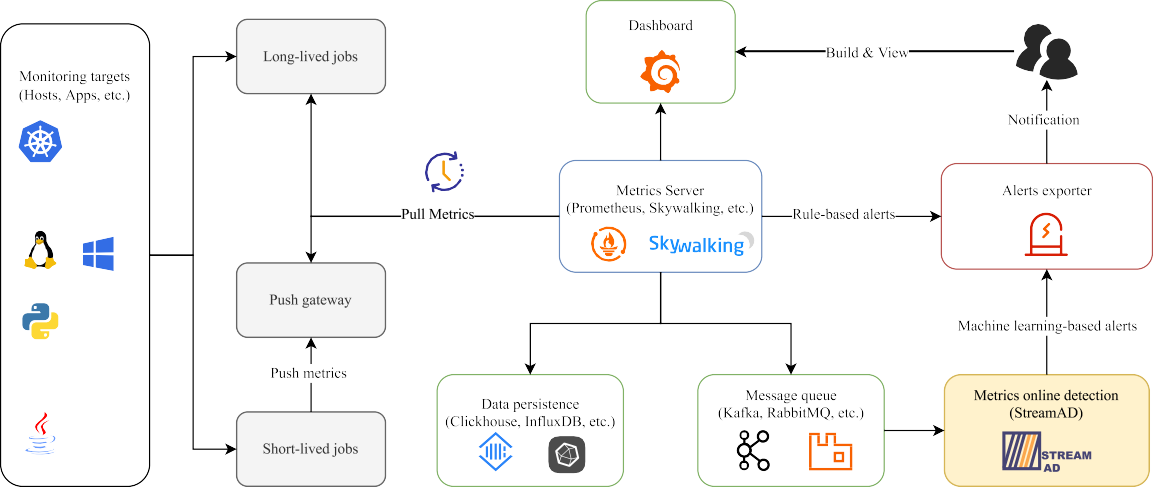 Monitoring targets
(Hosts, Apps, etc.)
Long-lived jobs
Push gateway
Push metrics
Short-lived jobs
Pull Metrics
Dashboard
Build & View
Metrics Server
(Prometheus, Skywalking, etc.)
Skywalking
Rule-based alerts
Notification
Alerts exporter
Machine learning-based alerts
Data persistence
(Clickhouse, InfluxDB, etc.)
Message queue
(Kafka, RabbitMQ, etc.)
Metrics online detection
(StreamAD)
STREAM
AD